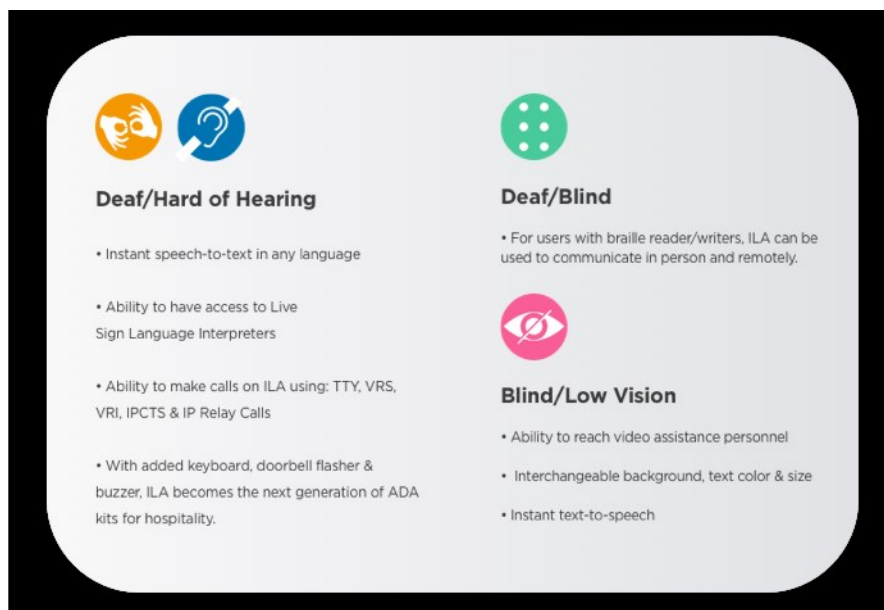 Deaf/Hard of Hearing
• Instant speech-to-text in any language
• Ability to have access to Live
Sign Language Interpreters
• Ability to make calls on ILA using: TTY, VRS,
VRI, IPCTS & IP Relay Calls
• With added keyboard, doorbell flasher &
buzzer, ILA becomes the next generation of ADA
kits for hospitality.
Deaf/Blind
• For users with braille reader/writers, ILA can be
used to communicate in person and remotely.
Blind/Low Vision
• Ability to reach video assistance personnel
• Interchangeable background, text color & size
• Instant text-to-speech